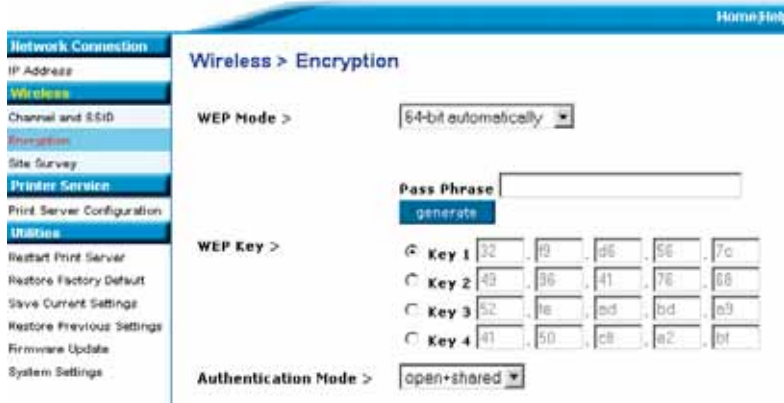 Home|Help
Network Connection
IP Address
Wireless
Channel and SSID
Encryption
Site Survey
Printer Service
Print Server Configuration
Utilities
Restart Print Server
Restore Factory Default
Save Current Settings
Restore Previous Settings
Firmware Update
System Settings
Wireless > Encryption
WEP Mode > 64-bit automatically
Pass Phrase
generate
WEP Key >
Key 1 32 . f9 . d6 . 56 . 7c
Key 2 49 . 96 . 41 . 76 . 68
Key 3 52 . fe . ad . bd . a9
Key 4 41 . 50 . c8 . a2 . bf
Authentication Mode > open+shared